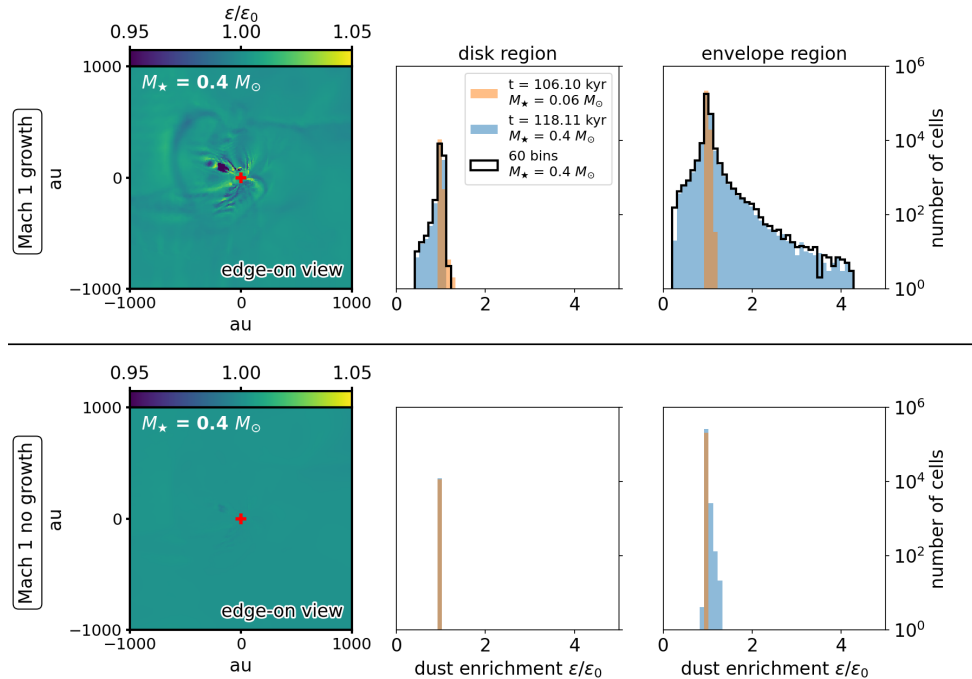 ε/ε₀
0.95 1.00 1.05
Mach 1 growth
au
1000
0
−1000
M★ = 0.4 M⊙
edge-on view
−1000 0 1000
au
disk region
t = 106.10 kyr
M★ = 0.06 M⊙
t = 118.11 kyr
M★ = 0.4 M⊙
60 bins
M★ = 0.4 M⊙
0 2 4
envelope region
10⁶
10⁴
10²
10⁰
number of cells
0 2 4
0.95 1.00 1.05
Mach 1 no growth
au
1000
0
−1000
M★ = 0.4 M⊙
edge-on view
−1000 0 1000
au
0 2 4
dust enrichment ε/ε₀
10⁶
10⁴
10²
10⁰
number of cells
0 2 4
dust enrichment ε/ε₀